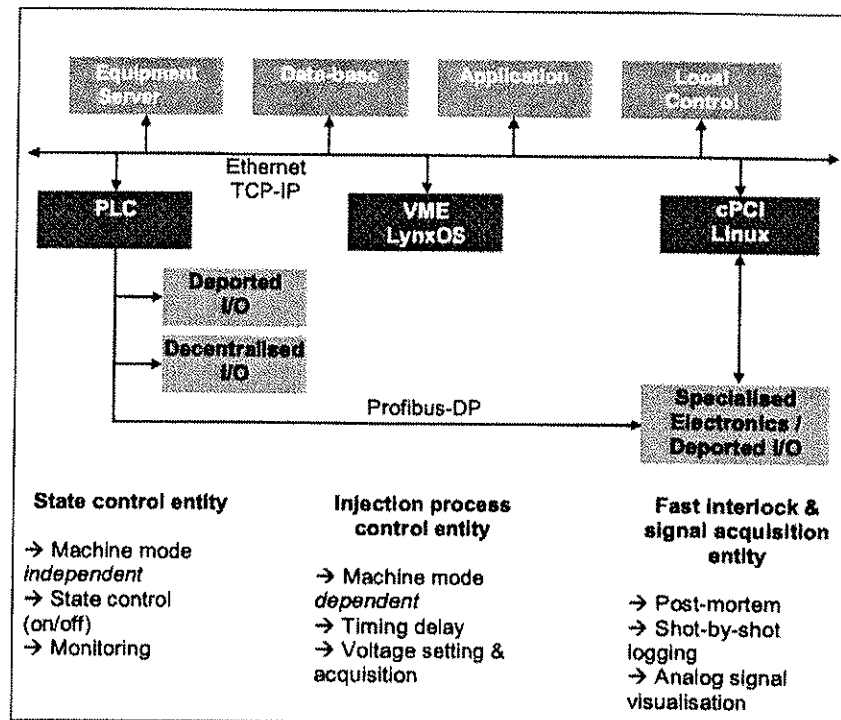 Equipment
Server
Data-base
Application
Local
Control
Ethernet
TCP-IP
PLC
VME
LynxOS
cPCI
Linux
Deported
I/O
Decentralised
I/O
Profibus-DP
Specialised
Electronics /
Deported I/O
State control entity
→ Machine mode
independent
→ State control
(on/off)
→ Monitoring
Injection process
control entity
→ Machine mode
dependent
→ Timing delay
→ Voltage setting &
acquisition
Fast interlock &
signal acquisition
entity
→ Post-mortem
→ Shot-by-shot
logging
→ Analog signal
visualisation